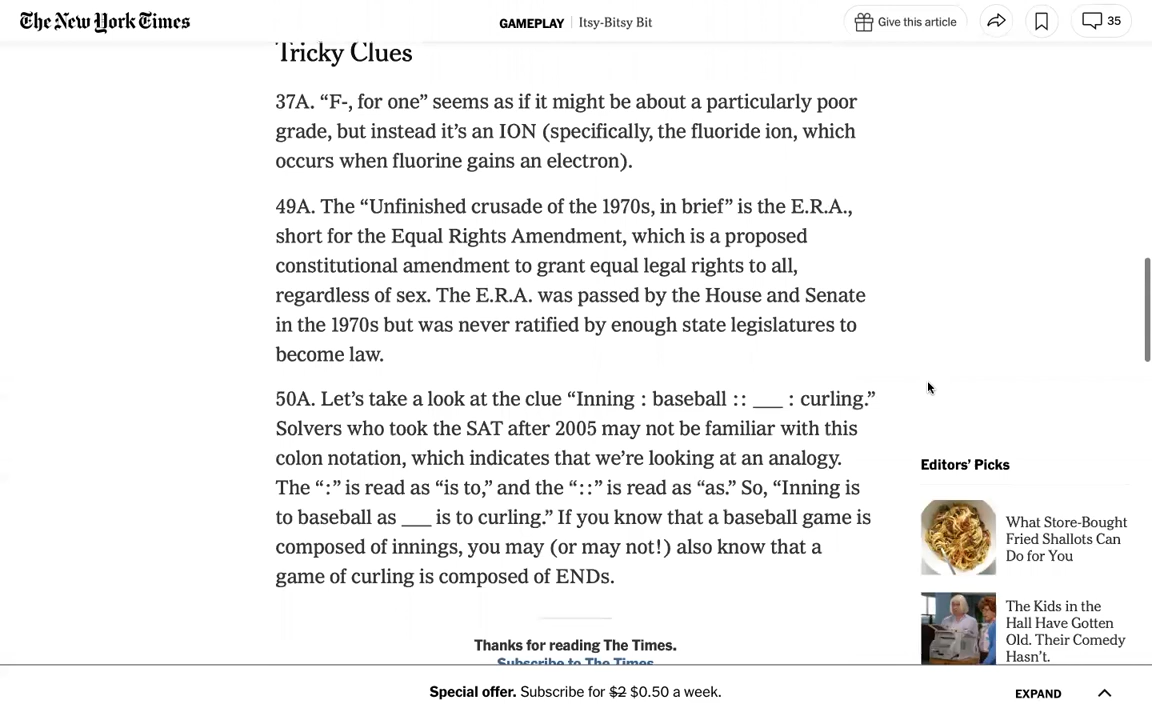 The New York Times
GAMEPLAY | Itsy-Bitsy Bit
Give this article
35
Tricky Clues
37A. “F-, for one” seems as if it might be about a particularly poor
grade, but instead it’s an ION (specifically, the fluoride ion, which
occurs when fluorine gains an electron).
49A. The “Unfinished crusade of the 1970s, in brief” is the E.R.A.,
short for the Equal Rights Amendment, which is a proposed
constitutional amendment to grant equal legal rights to all,
regardless of sex. The E.R.A. was passed by the House and Senate
in the 1970s but was never ratified by enough state legislatures to
become law.
50A. Let’s take a look at the clue “Inning : baseball :: ___ : curling.”
Solvers who took the SAT after 2005 may not be familiar with this
colon notation, which indicates that we’re looking at an analogy.
The “:” is read as “is to,” and the “::” is read as “as.” So, “Inning is
to baseball as ___ is to curling.” If you know that a baseball game is
composed of innings, you may (or may not!) also know that a
game of curling is composed of ENDs.
Editors’ Picks
What Store-Bought
Fried Shallots Can
Do for You
The Kids in the
Hall Have Gotten
Old. Their Comedy
Hasn’t.
Thanks for reading The Times.
Subscribe to The Times
Special offer. Subscribe for $2 $0.50 a week.
EXPAND